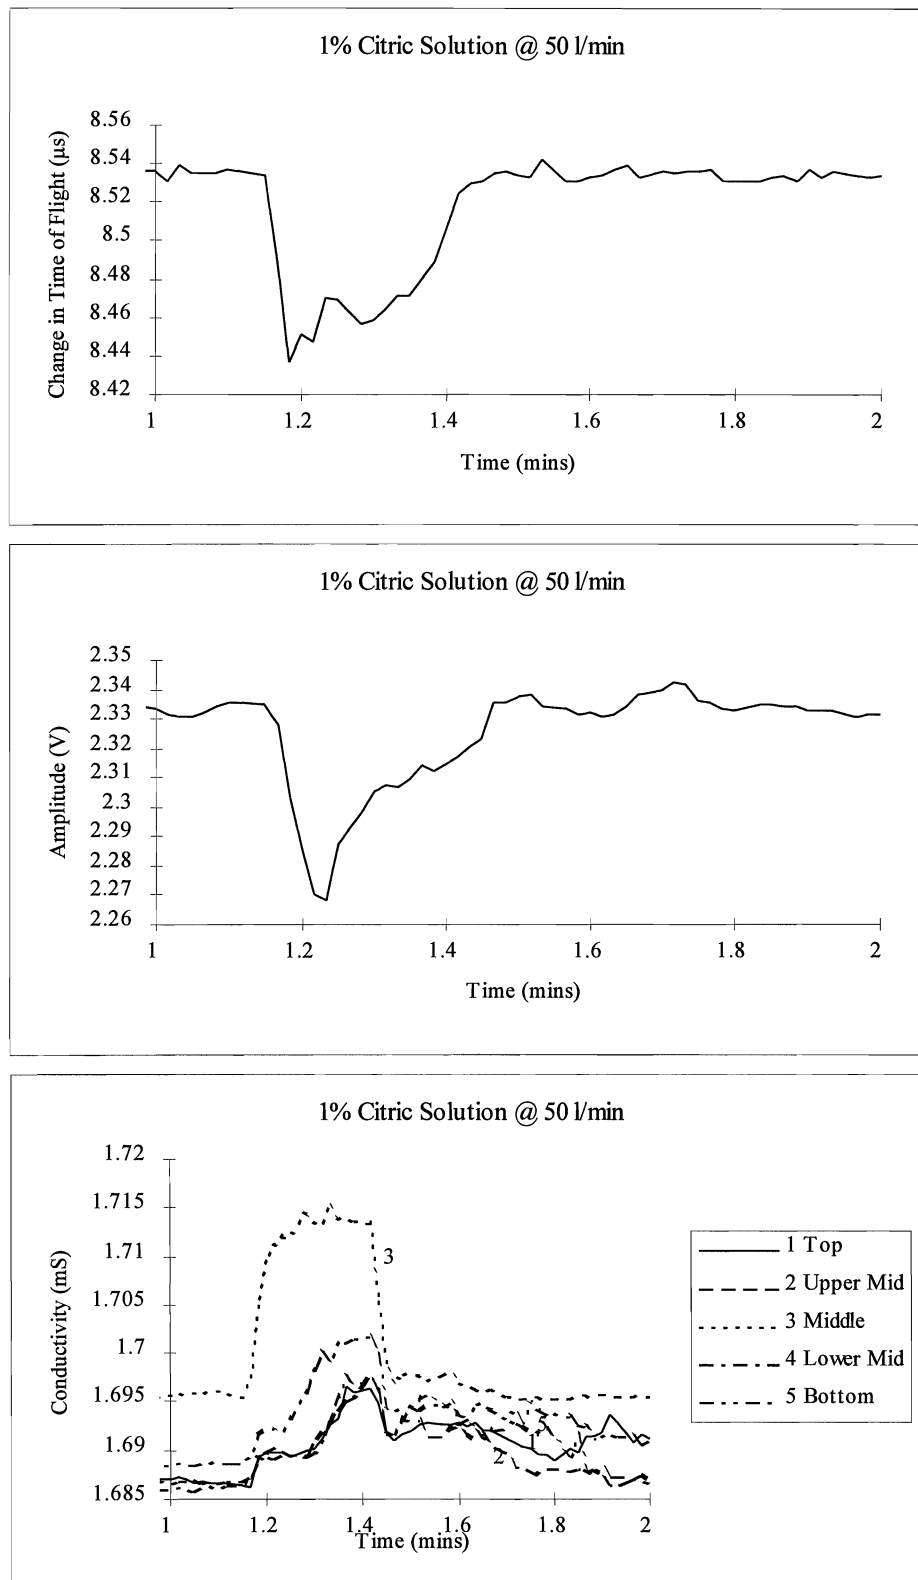 1% Citric Solution @ 50 l/min
Change in Time of Flight (µs)
8.56
8.54
8.52
8.5
8.48
8.46
8.44
8.42
1 1.2 1.4 1.6 1.8 2
Time (mins)
1% Citric Solution @ 50 l/min
Amplitude (V)
2.35
2.34
2.33
2.32
2.31
2.3
2.29
2.28
2.27
2.26
1 1.2 1.4 1.6 1.8 2
Time (mins)
1% Citric Solution @ 50 l/min
Conductivity (mS)
1.72
1.715
1.71
1.705
1.7
1.695
1.69
1.685
3
1
2
1 1.2 1.4 1.6 1.8 2
Time (mins)
1 Top
2 Upper Mid
3 Middle
4 Lower Mid
5 Bottom